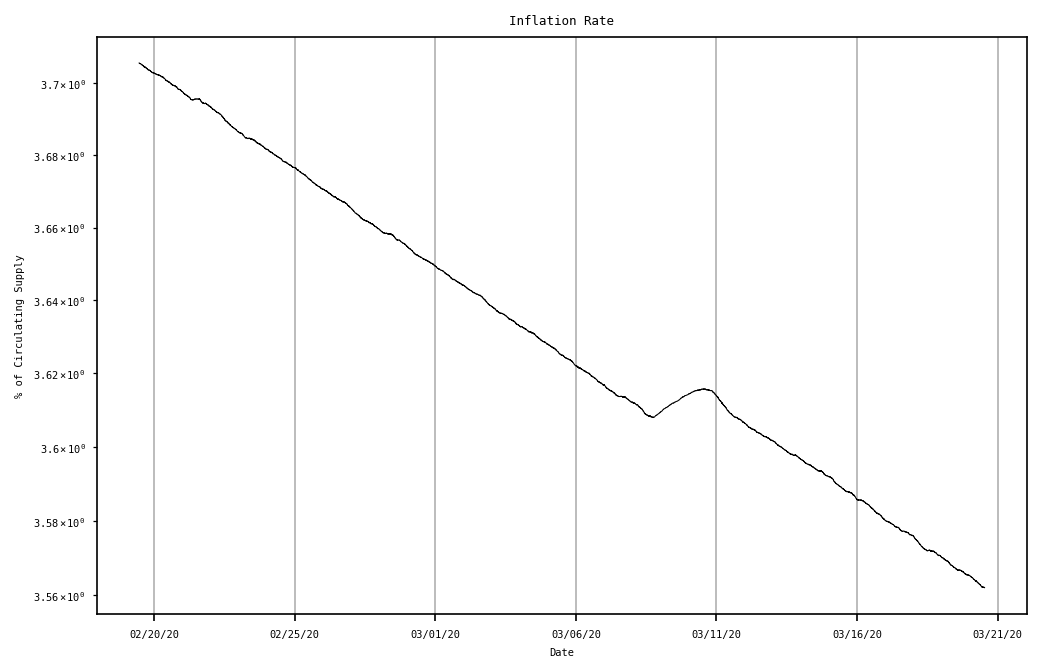 Inflation Rate
% of Circulating Supply
3.7×10⁰
3.68×10⁰
3.66×10⁰
3.64×10⁰
3.62×10⁰
3.6×10⁰
3.58×10⁰
3.56×10⁰
02/20/20 02/25/20 03/01/20 03/06/20 03/11/20 03/16/20 03/21/20
Date